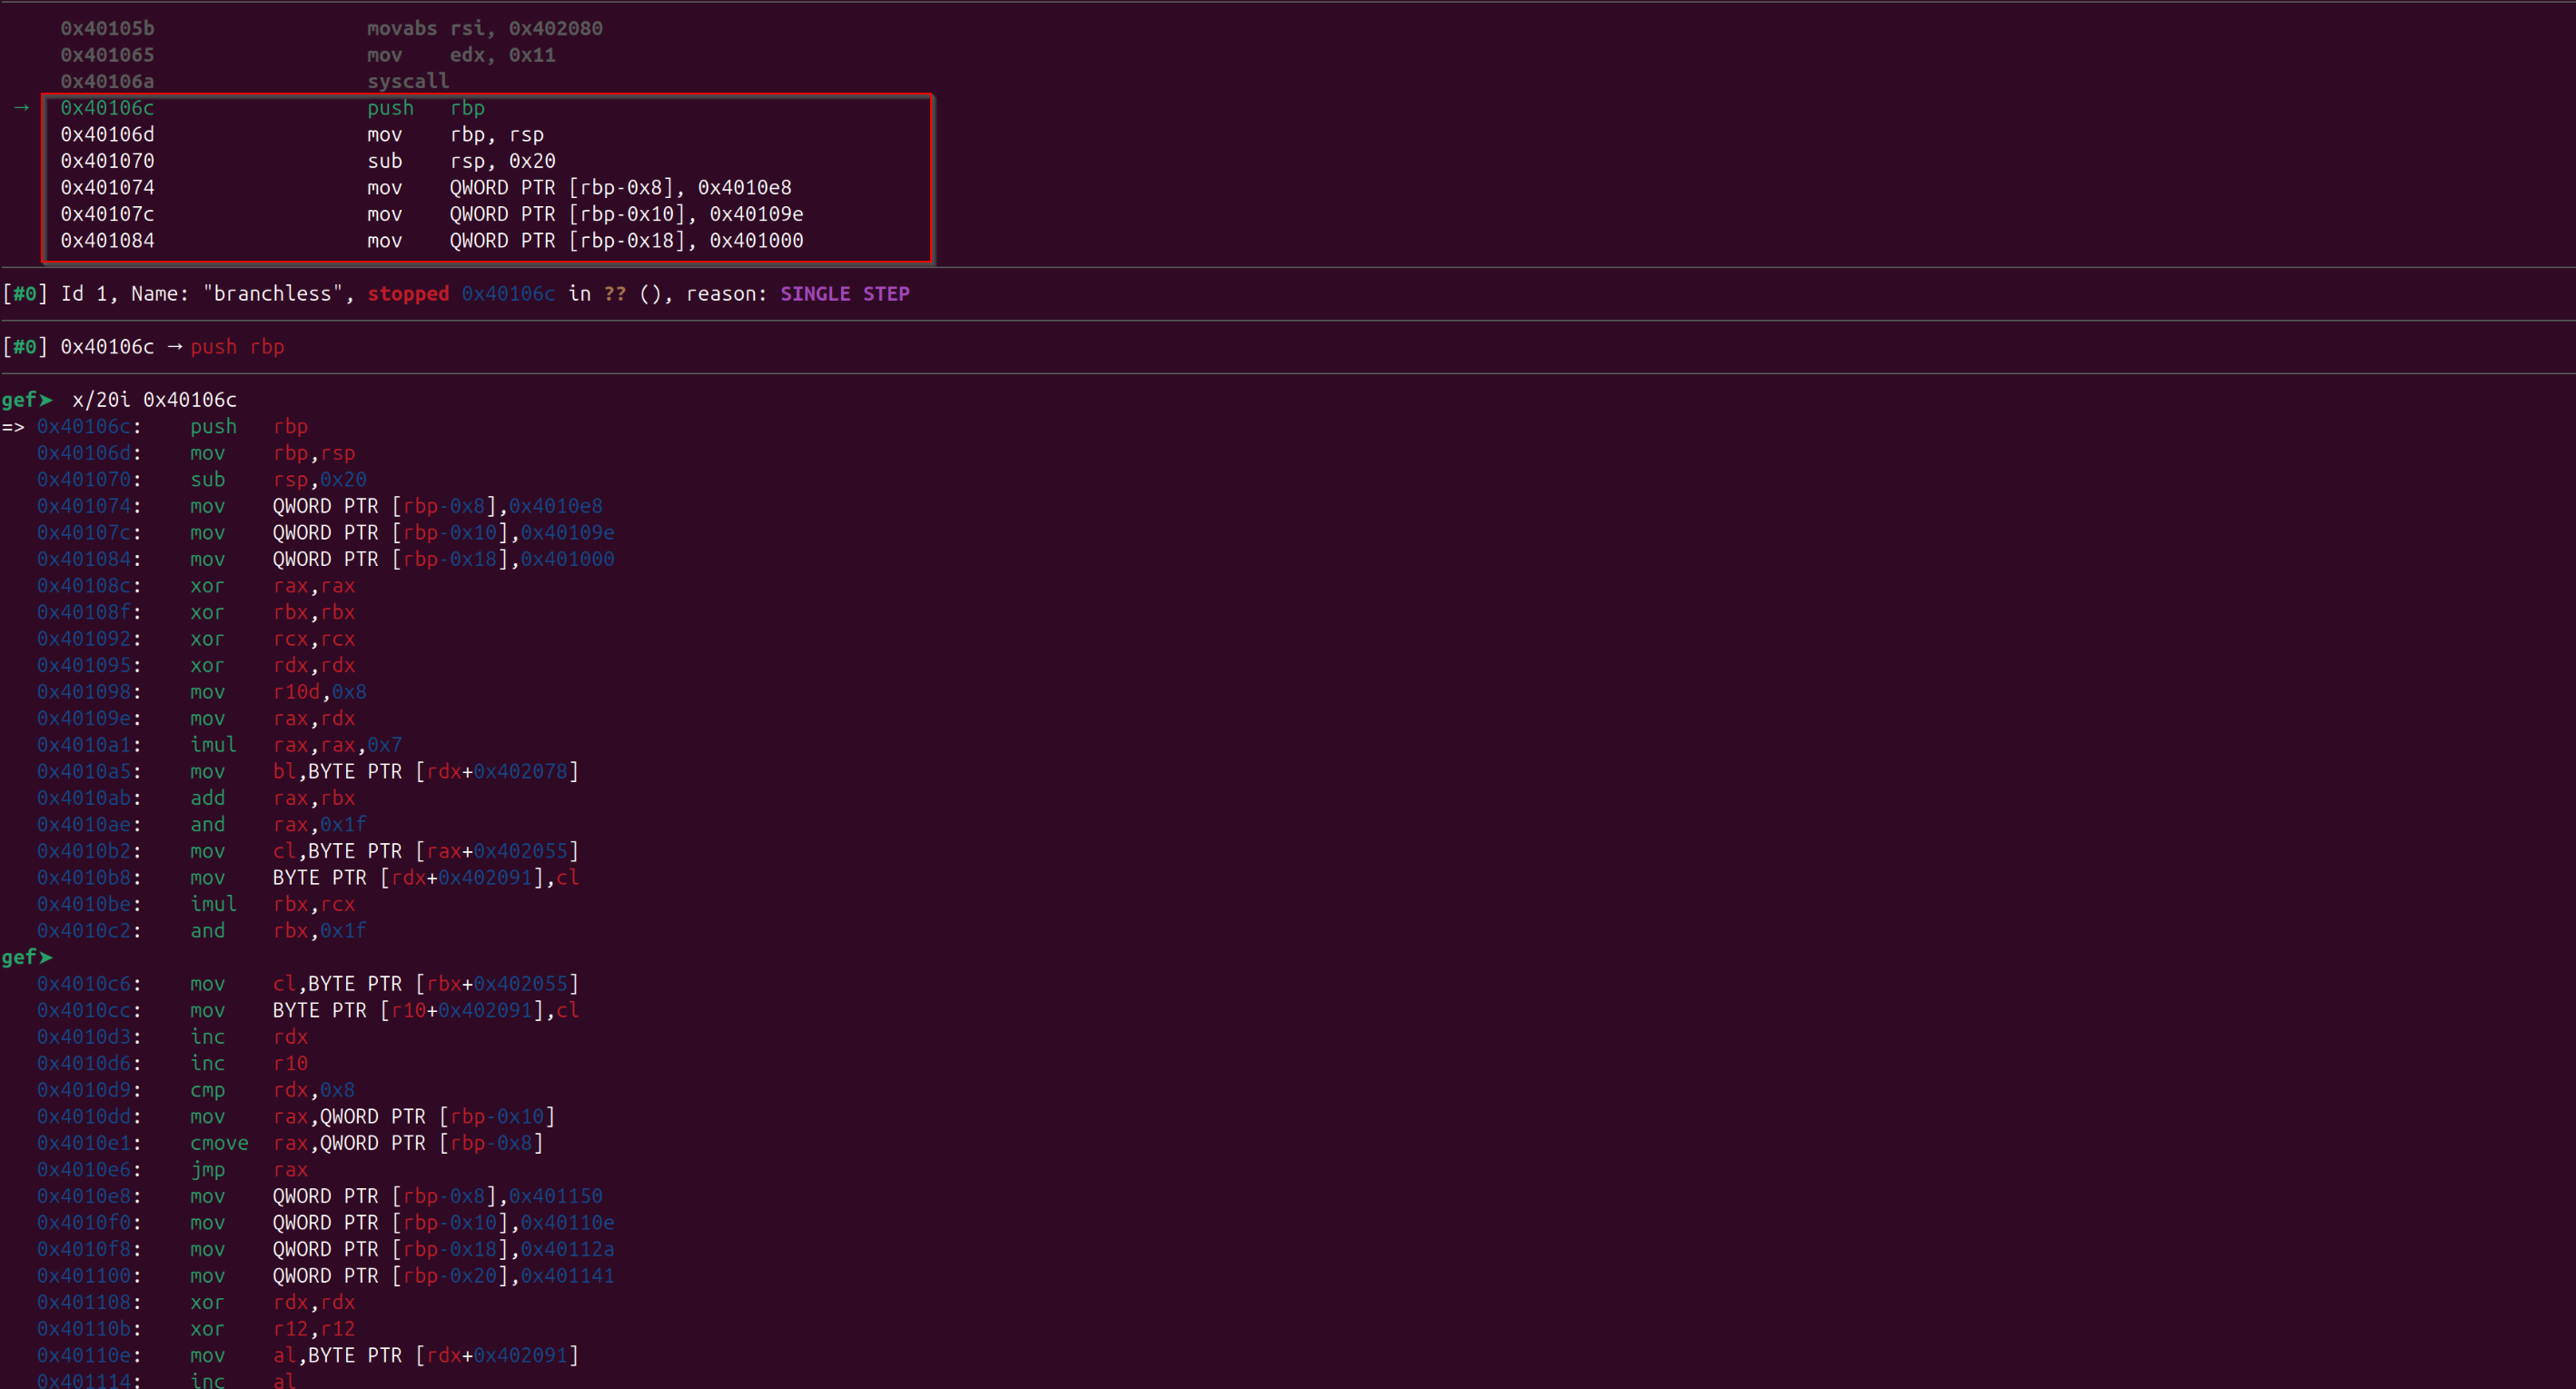 0x40105b movabs rsi, 0x402080
0x401065 mov edx, 0x11
0x40106a syscall
→ 0x40106c push rbp
0x40106d mov rbp, rsp
0x401070 sub rsp, 0x20
0x401074 mov QWORD PTR [rbp-0x8], 0x4010e8
0x40107c mov QWORD PTR [rbp-0x10], 0x40109e
0x401084 mov QWORD PTR [rbp-0x18], 0x401000
[#0] Id 1, Name: "branchless", stopped 0x40106c in ?? (), reason: SINGLE STEP
[#0] 0x40106c → push rbp
gef➤ x/20i 0x40106c
=> 0x40106c: push rbp
0x40106d: mov rbp,rsp
0x401070: sub rsp,0x20
0x401074: mov QWORD PTR [rbp-0x8],0x4010e8
0x40107c: mov QWORD PTR [rbp-0x10],0x40109e
0x401084: mov QWORD PTR [rbp-0x18],0x401000
0x40108c: xor rax,rax
0x40108f: xor rbx,rbx
0x401092: xor rcx,rcx
0x401095: xor rdx,rdx
0x401098: mov r10d,0x8
0x40109e: mov rax,rdx
0x4010a1: imul rax,rax,0x7
0x4010a5: mov bl,BYTE PTR [rdx+0x402078]
0x4010ab: add rax,rbx
0x4010ae: and rax,0x1f
0x4010b2: mov cl,BYTE PTR [rax+0x402055]
0x4010b8: mov BYTE PTR [rdx+0x402091],cl
0x4010be: imul rbx,rcx
0x4010c2: and rbx,0x1f
gef➤
0x4010c6: mov cl,BYTE PTR [rbx+0x402055]
0x4010cc: mov BYTE PTR [r10+0x402091],cl
0x4010d3: inc rdx
0x4010d6: inc r10
0x4010d9: cmp rdx,0x8
0x4010dd: mov rax,QWORD PTR [rbp-0x10]
0x4010e1: cmove rax,QWORD PTR [rbp-0x8]
0x4010e6: jmp rax
0x4010e8: mov QWORD PTR [rbp-0x8],0x401150
0x4010f0: mov QWORD PTR [rbp-0x10],0x40110e
0x4010f8: mov QWORD PTR [rbp-0x18],0x40112a
0x401100: mov QWORD PTR [rbp-0x20],0x401141
0x401108: xor rdx,rdx
0x40110b: xor r12,r12
0x40110e: mov al,BYTE PTR [rdx+0x402091]
0x401114: inc al